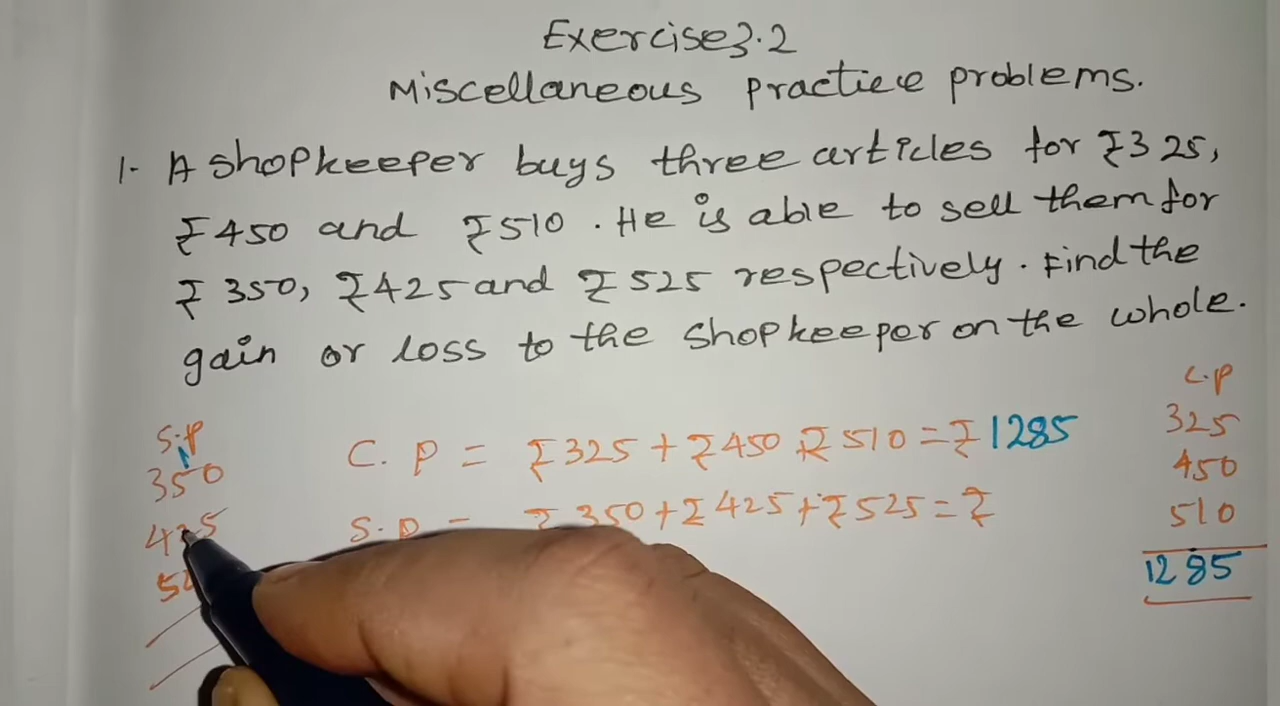 Exercise 3.2
Miscellaneous practice problems.
1. A shopkeeper buys three articles for ₹325,
₹450 and ₹510. He is able to sell them for
₹350, ₹425 and ₹525 respectively. Find the
gain or loss to the shopkeeper on the whole.
S.P
1
350
425
C.P = ₹325 + ₹450 ₹510 = ₹1285
S.P = ₹350 + ₹425 + ₹525 = ₹
C.P
325
450
510
1285